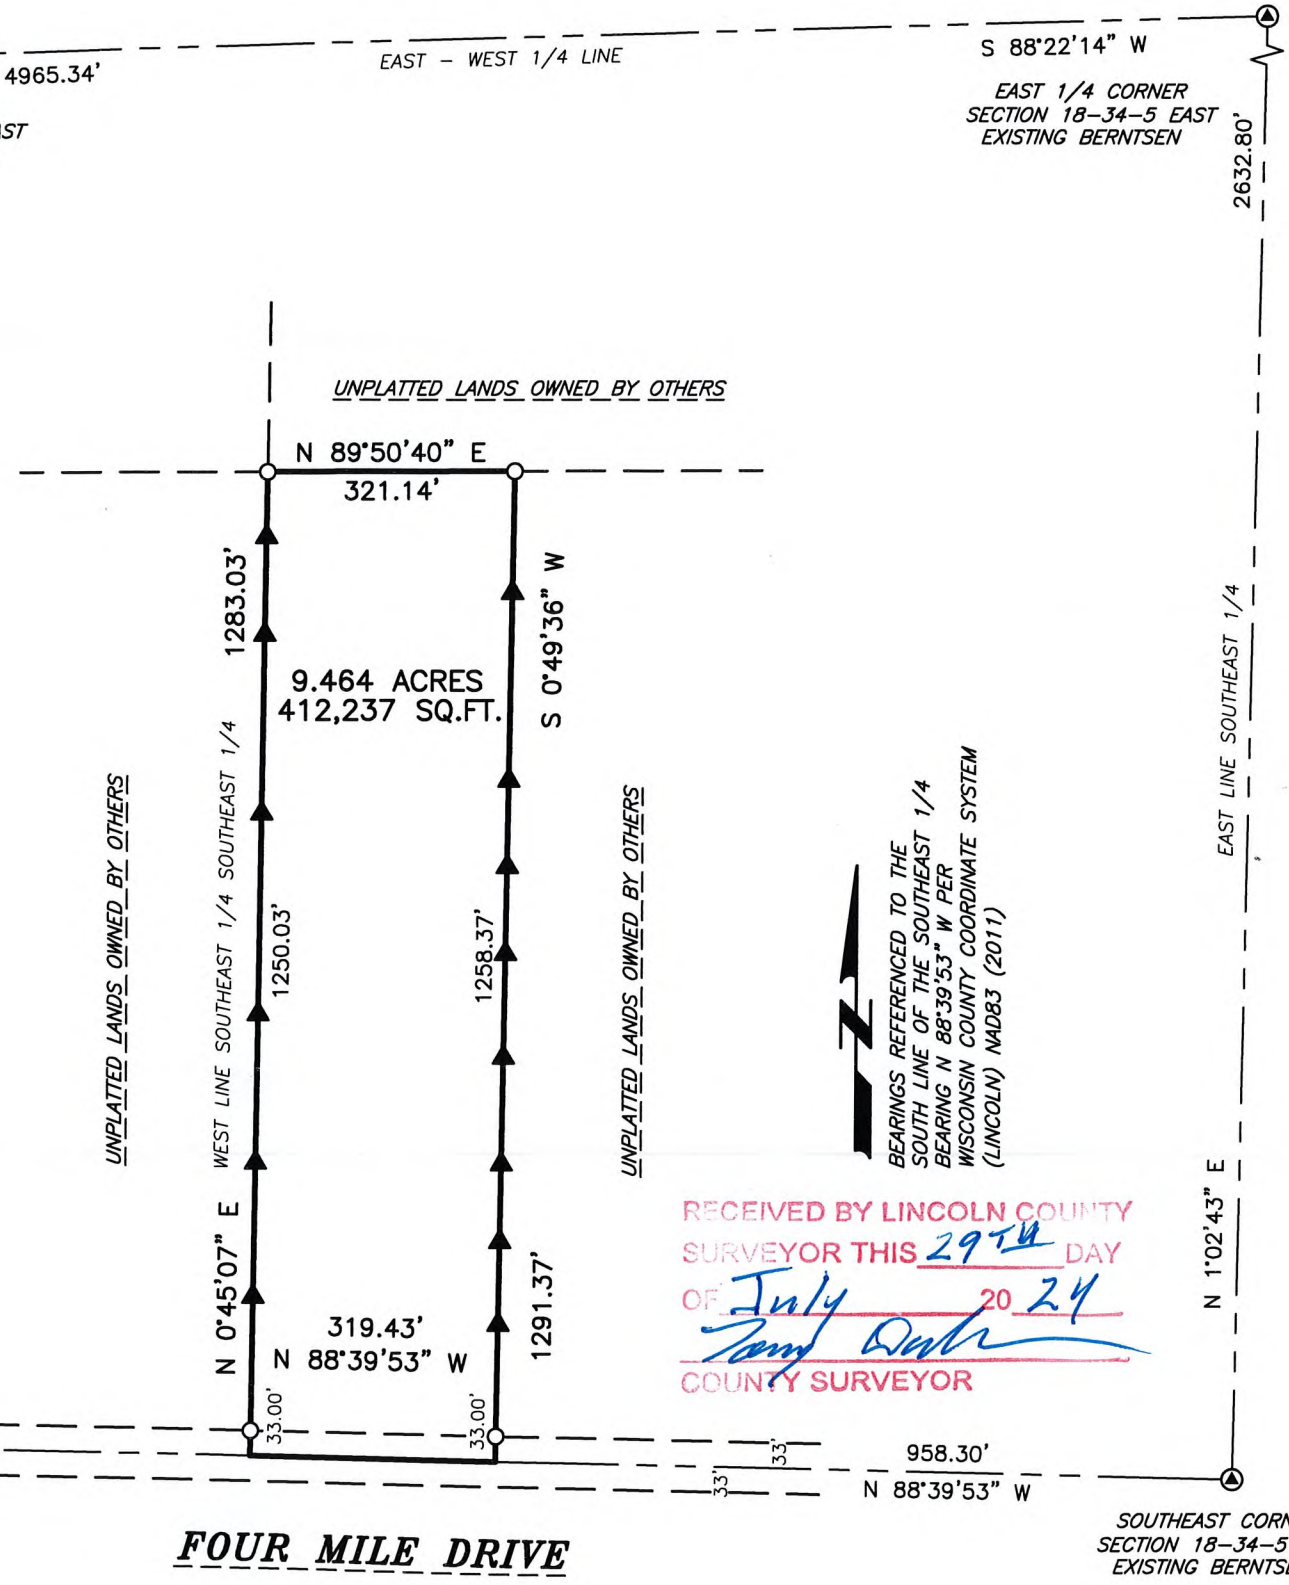 EAST - WEST 1/4 LINE
S 88°22'14" W
4965.34'
EAST 1/4 CORNER
SECTION 18-34-5 EAST
EXISTING BERNTSEN
AST
2632.80'
UNPLATTED LANDS OWNED BY OTHERS
N 89°50'40" E
321.14'
1283.03'
S 0°49'36" W
9.464 ACRES
412,237 SQ.FT.
EAST LINE SOUTHEAST 1/4
UNPLATTED LANDS OWNED BY OTHERS
WEST LINE SOUTHEAST 1/4 SOUTHEAST 1/4
1250.03'
1258.37'
UNPLATTED LANDS OWNED BY OTHERS
BEARINGS REFERENCED TO THE
SOUTH LINE OF THE SOUTHEAST 1/4
BEARING N 88°39'53" W PER
WISCONSIN COUNTY COORDINATE SYSTEM
(LINCOLN) NAD83 (2011)
N
N 0°45'07" E
1291.37'
N 1°02'43" E
RECEIVED BY LINCOLN COUNTY
SURVEYOR THIS 29TH DAY
OF July 20 24
COUNTY SURVEYOR
319.43'
N 88°39'53" W
33.00'
33.00'
33'
33'
958.30'
N 88°39'53" W
SOUTHEAST CORN
SECTION 18-34-5
EXISTING BERNTSE
FOUR MILE DRIVE